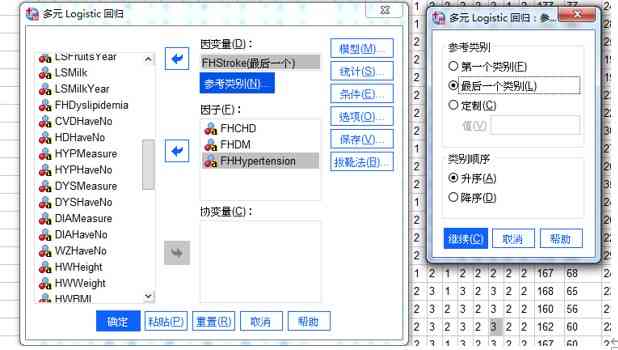 多元 Logistic 回归
LSFruitsYear
LSMilk
LSMilkYear
FHDyslipidemia
CVDHaveNo
HDHaveNo
HYPMeasure
HYPHaveNo
DYSMeasure
DYSHaveNo
DIAMeasure
DIAHaveNo
WZHaveNo
HWHeight
HWWeight
HWBMI
因变量(D):
FHStroke(最后一个)
参考类别(N)...
因子(F):
FHCHD
FHDM
FHHypertension
协变量(C):
模型(M)...
统计(S)...
条件(E)...
选项(O)...
保存(V)...
拔靴法(B)...
确定
粘贴(P)
重置(R)
取消
帮助
多元 Logistic 回归：参...
参考类别
第一个类别(F)
最后一个类别(L)
定制(C)
值(V)
类别顺序
升序(A)
降序(D)
继续(C)
取消
帮助
1 2 1 2 2 2 1 2 2 167 68
2 3 1 3 2 3 2 2 168 65
2 3 2 3 2 3 2 2 160 56
2 3 2 3 2 3 2 2 162 60